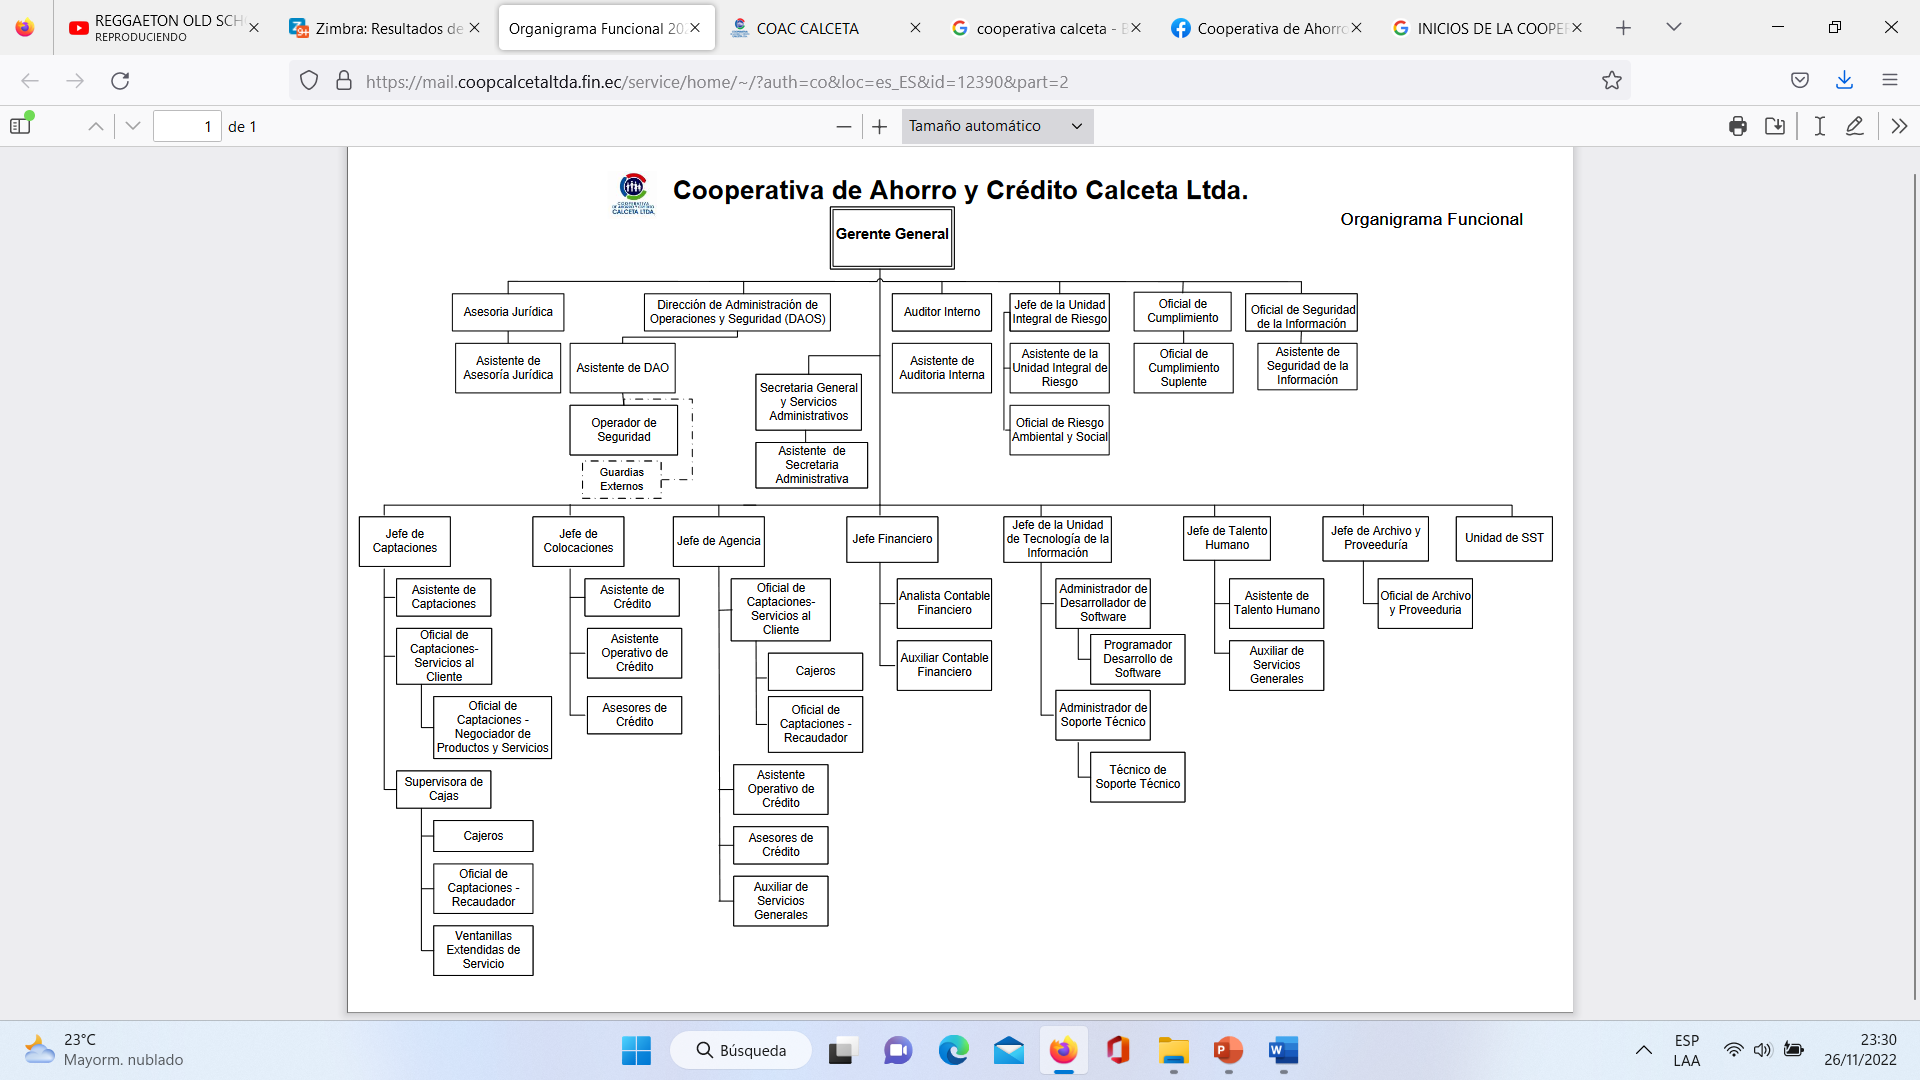 REGGAETON OLD SCH
REPRODUCIENDO
Zimbra: Resultados de
Organigrama Funcional 20
COAC CALCETA
cooperativa calceta - B
Cooperativa de Ahorro
INICIOS DE LA COOPE
https://mail.coopcalcetaltda.fin.ec/service/home/~/?auth=co&loc=es_ES&id=12390&part=2
1 de 1
Tamaño automático
COOPERATIVA
DE AHORRO Y CRÉDITO
CALCETA LTDA.
Cooperativa de Ahorro y Crédito Calceta Ltda.
Organigrama Funcional
Gerente General
Asesoria Jurídica
Dirección de Administración de
Operaciones y Seguridad (DAOS)
Auditor Interno
Jefe de la Unidad
Integral de Riesgo
Oficial de
Cumplimiento
Oficial de Seguridad
de la Información
Asistente de
Asesoría Jurídica
Asistente de DAO
Asistente de
Auditoria Interna
Asistente de la
Unidad Integral de
Riesgo
Oficial de
Cumplimiento
Suplente
Asistente de
Seguridad de la
Información
Secretaria General
y Servicios
Administrativos
Operador de
Seguridad
Oficial de Riesgo
Ambiental y Social
Asistente de
Secretaria
Administrativa
Guardias
Externos
Jefe de
Captaciones
Jefe de
Colocaciones
Jefe de Agencia
Jefe Financiero
Jefe de la Unidad
de Tecnología de la
Información
Jefe de Talento
Humano
Jefe de Archivo y
Proveeduría
Unidad de SST
Asistente de
Captaciones
Oficial de
Captaciones-
Servicios al
Cliente
Oficial de
Captaciones -
Negociador de
Productos y Servicios
Supervisora de
Cajas
Cajeros
Oficial de
Captaciones -
Recaudador
Ventanillas
Extendidas de
Servicio
Asistente de
Crédito
Asistente
Operativo de
Crédito
Asesores de
Crédito
Oficial de
Captaciones-
Servicios al
Cliente
Cajeros
Oficial de
Captaciones -
Recaudador
Asistente
Operativo de
Crédito
Asesores de
Crédito
Auxiliar de
Servicios
Generales
Analista Contable
Financiero
Auxiliar Contable
Financiero
Administrador de
Desarrollador de
Software
Programador
Desarrollo de
Software
Administrador de
Soporte Técnico
Técnico de
Soporte Técnico
Asistente de
Talento Humano
Auxiliar de
Servicios
Generales
Oficial de Archivo
y Proveeduria
23°C
Mayorm. nublado
Búsqueda
ESP
LAA
23:30
26/11/2022